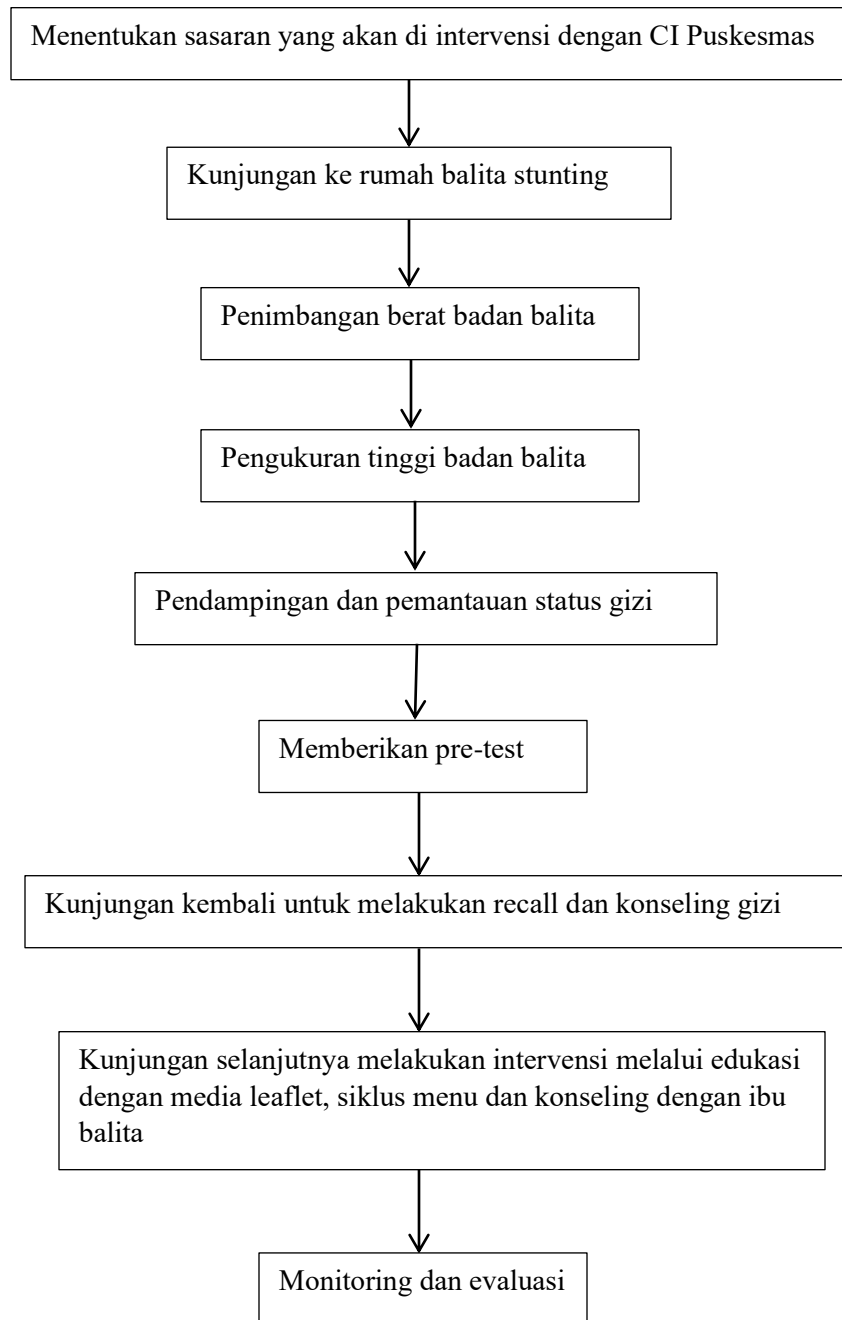 Menentukan sasaran yang akan di intervensi dengan CI Puskesmas
Kunjungan ke rumah balita stunting
Penimbangan berat badan balita
Pengukuran tinggi badan balita
Pendampingan dan pemantauan status gizi
Memberikan pre-test
Kunjungan kembali untuk melakukan recall dan konseling gizi
Kunjungan selanjutnya melakukan intervensi melalui edukasi
dengan media leaflet, siklus menu dan konseling dengan ibu
balita
Monitoring dan evaluasi